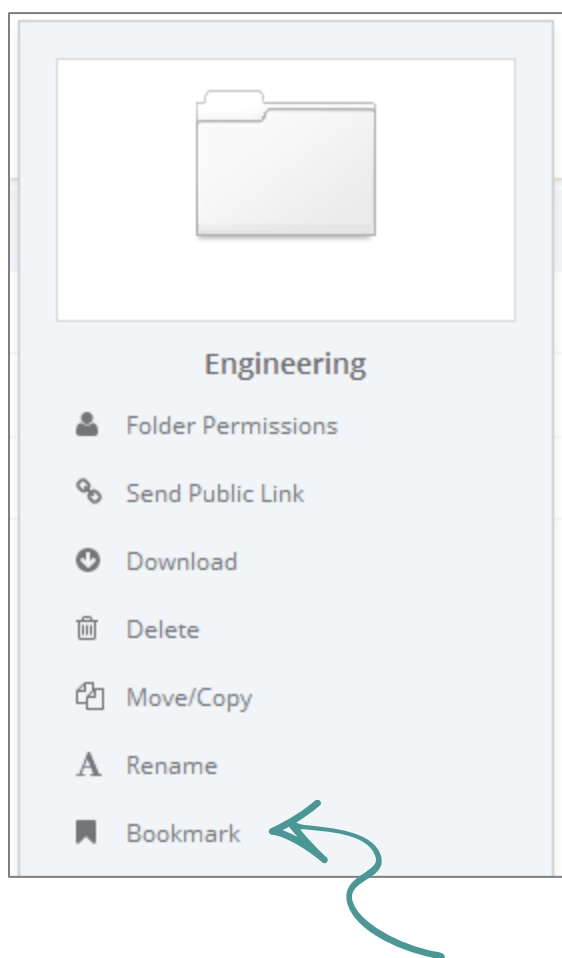 Engineering
Folder Permissions
Send Public Link
Download
Delete
Move/Copy
Rename
Bookmark